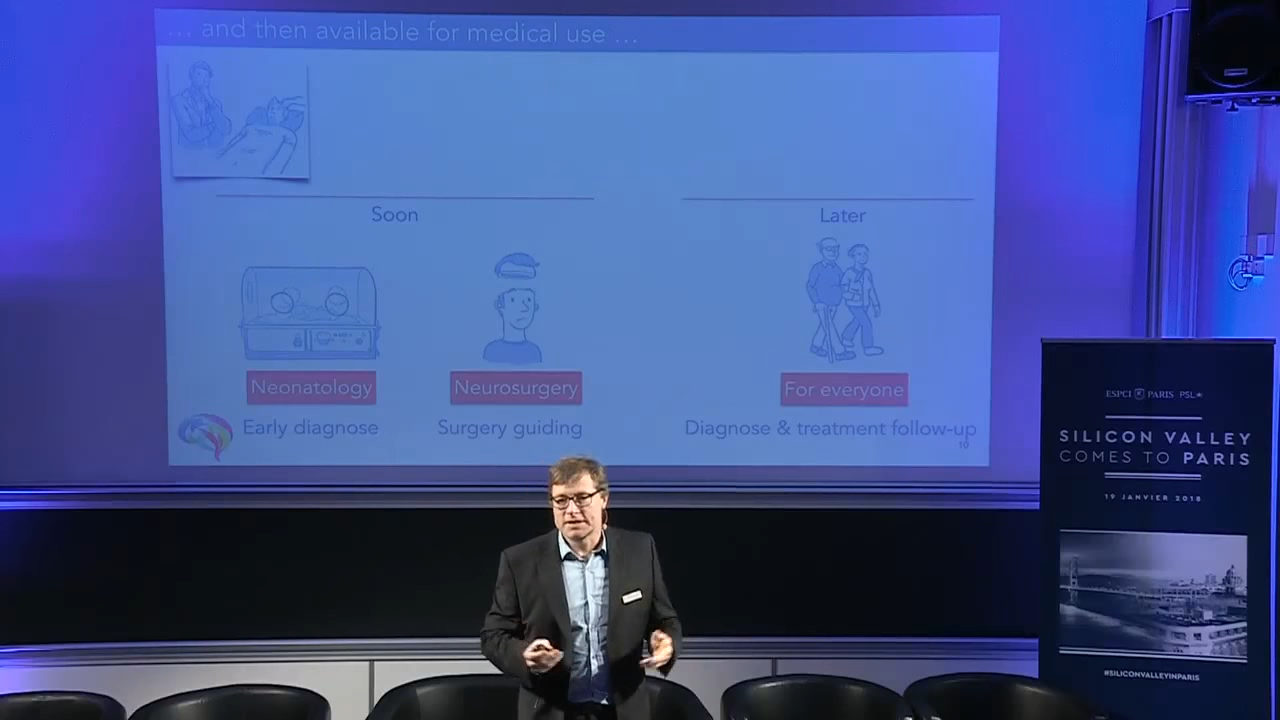 ... and then available for medical use ...
Soon
Later
Neonatology
Neurosurgery
For everyone
Early diagnose
Surgery guiding
Diagnose & treatment follow-up
10
ESPCI PARIS PSL★
SILICON VALLEY
COMES TO PARIS
19 JANVIER 2018
#SILICONVALLEYINPARIS